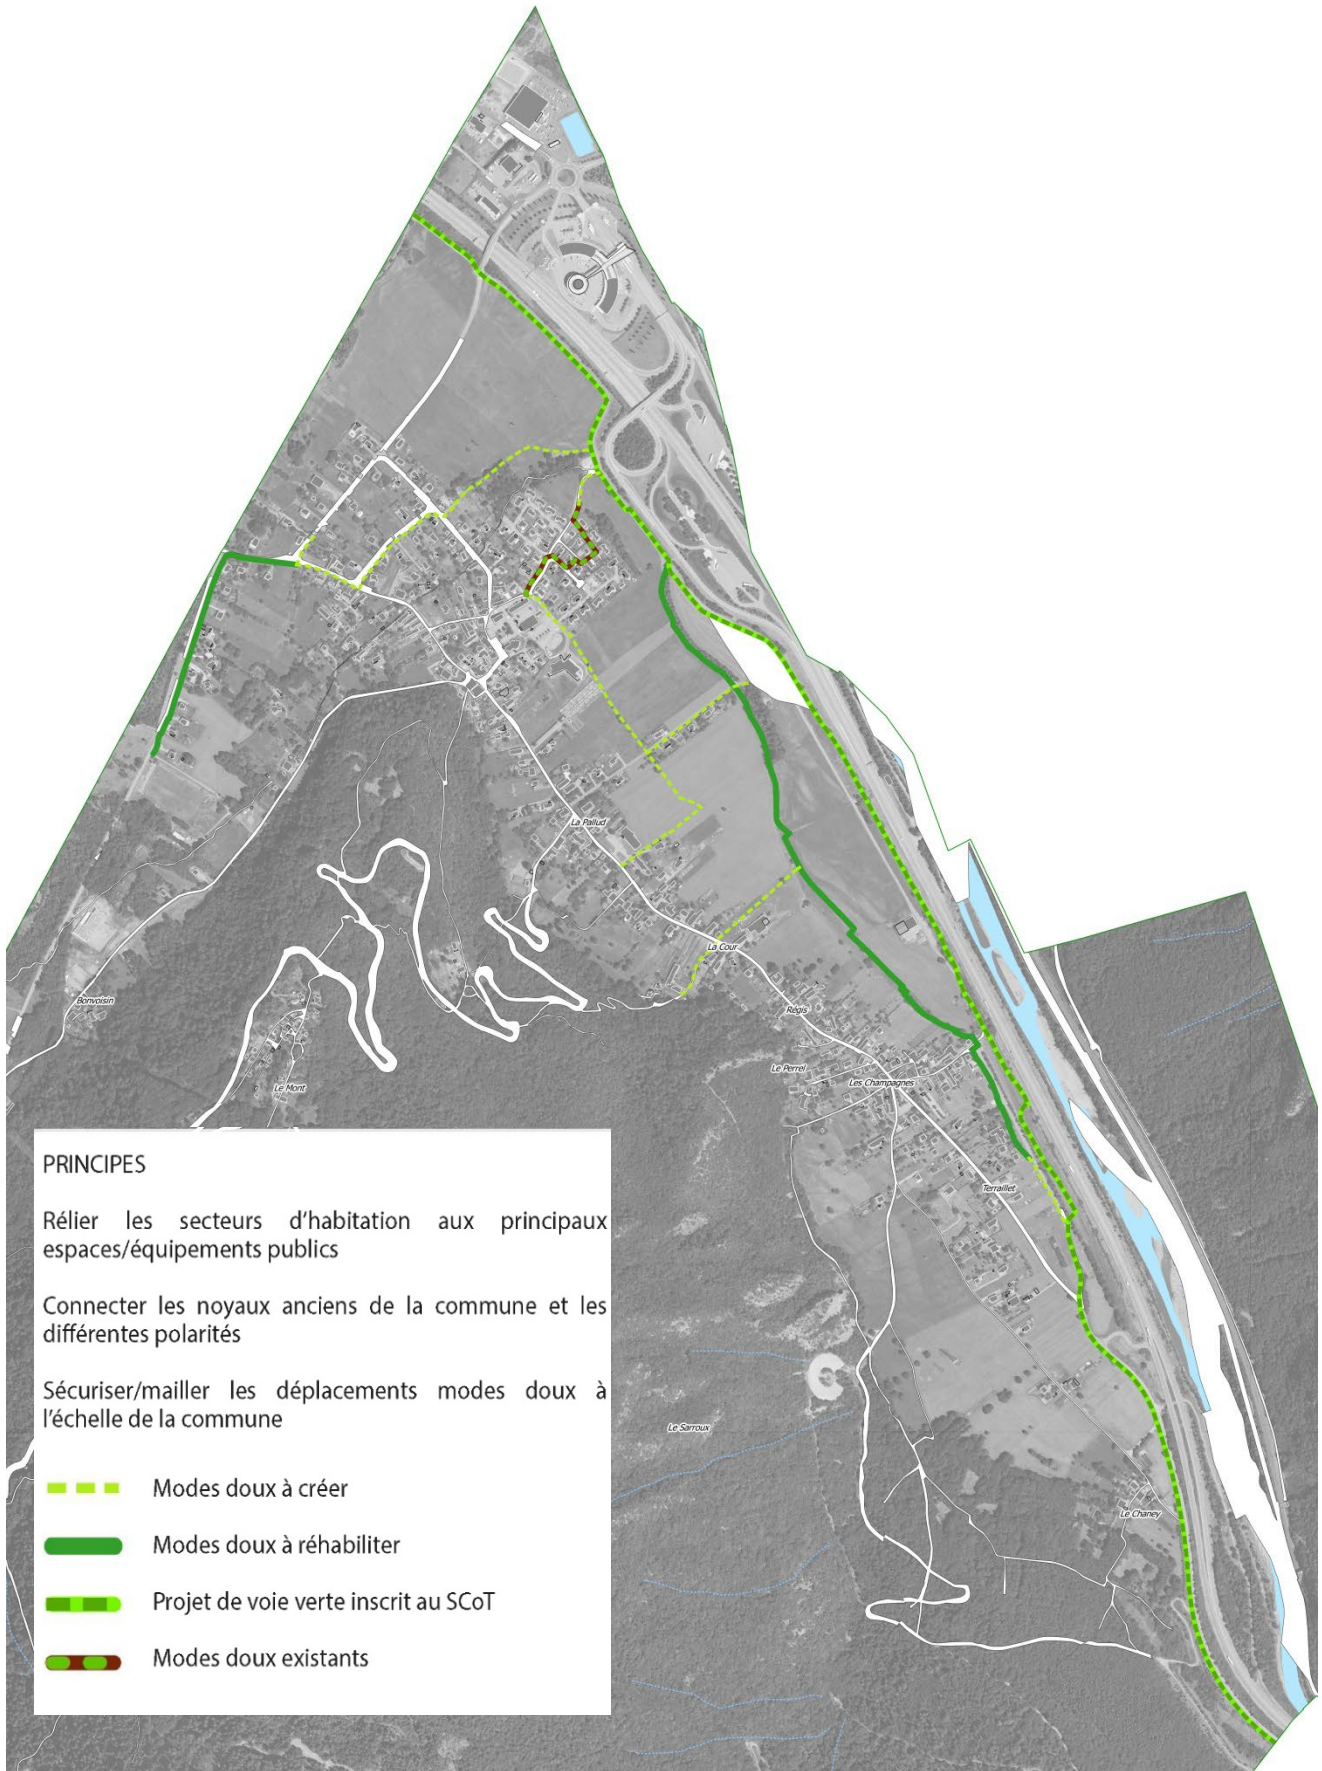 La Pallud
La Cour
Bonvoisin
Régis
Le Perrel
Les Champagnes
Le Mont
Terraillet
Le Sarroux
Le Chaney
PRINCIPES
Rélier les secteurs d'habitation aux principaux
espaces/équipements publics
Connecter les noyaux anciens de la commune et les
différentes polarités
Sécuriser/mailler les déplacements modes doux à
l'échelle de la commune
Modes doux à créer
Modes doux à réhabiliter
Projet de voie verte inscrit au SCoT
Modes doux existants